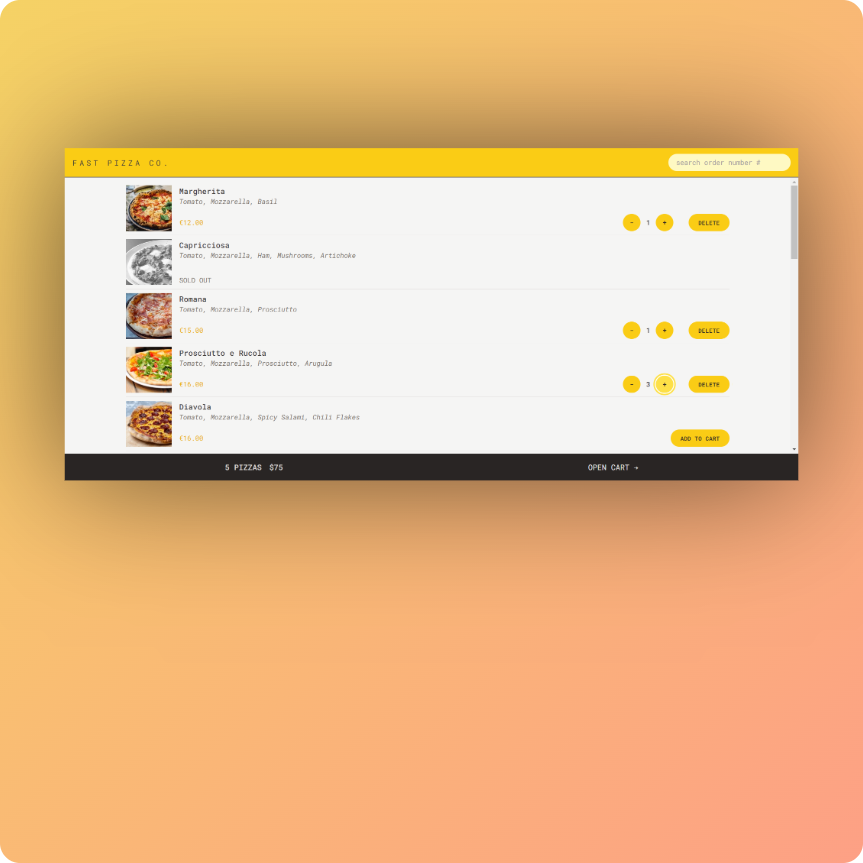 FAST PIZZA CO.
search order number #
Margherita
Tomato, Mozzarella, Basil
€12.00
- 1 + DELETE
Capricciosa
Tomato, Mozzarella, Ham, Mushrooms, Artichoke
SOLD OUT
Romana
Tomato, Mozzarella, Prosciutto
€15.00
- 1 + DELETE
Prosciutto e Rucola
Tomato, Mozzarella, Prosciutto, Arugula
€16.00
- 3 + DELETE
Diavola
Tomato, Mozzarella, Spicy Salami, Chili Flakes
€16.00
ADD TO CART
5 PIZZAS $75
OPEN CART →